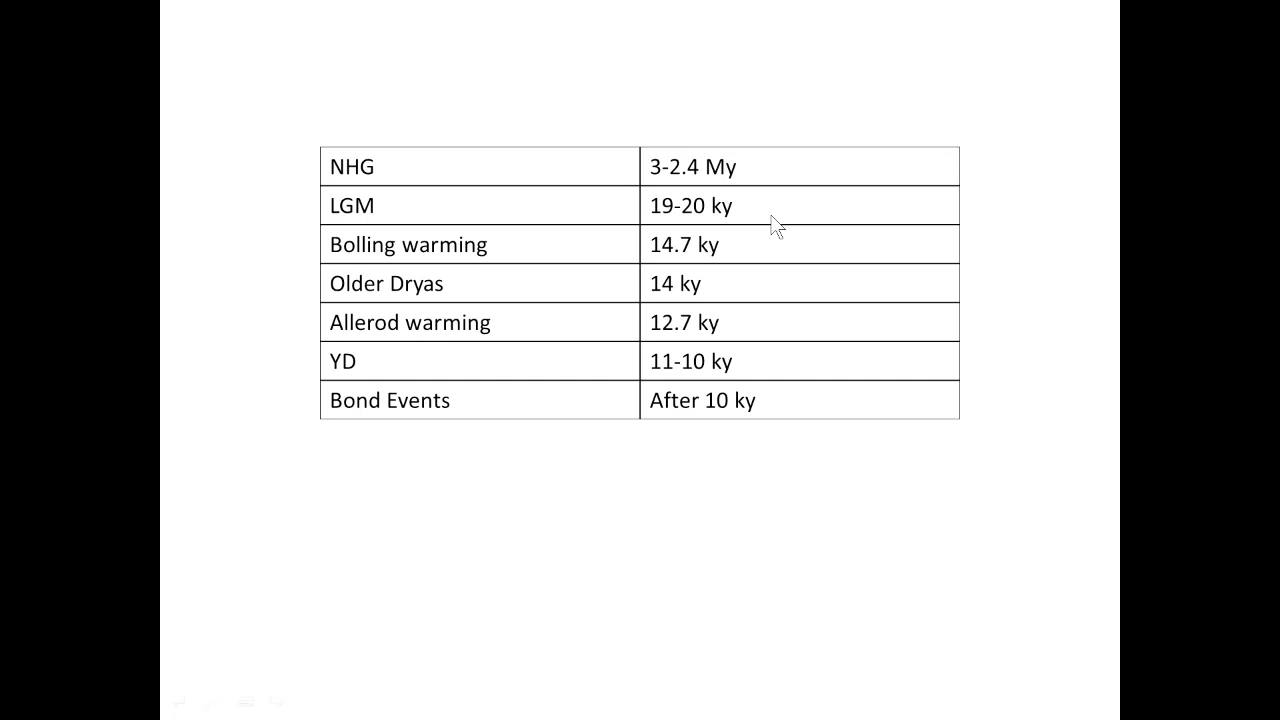 NHG 3-2.4 My
LGM 19-20 ky
Bolling warming 14.7 ky
Older Dryas 14 ky
Allerod warming 12.7 ky
YD 11-10 ky
Bond Events After 10 ky